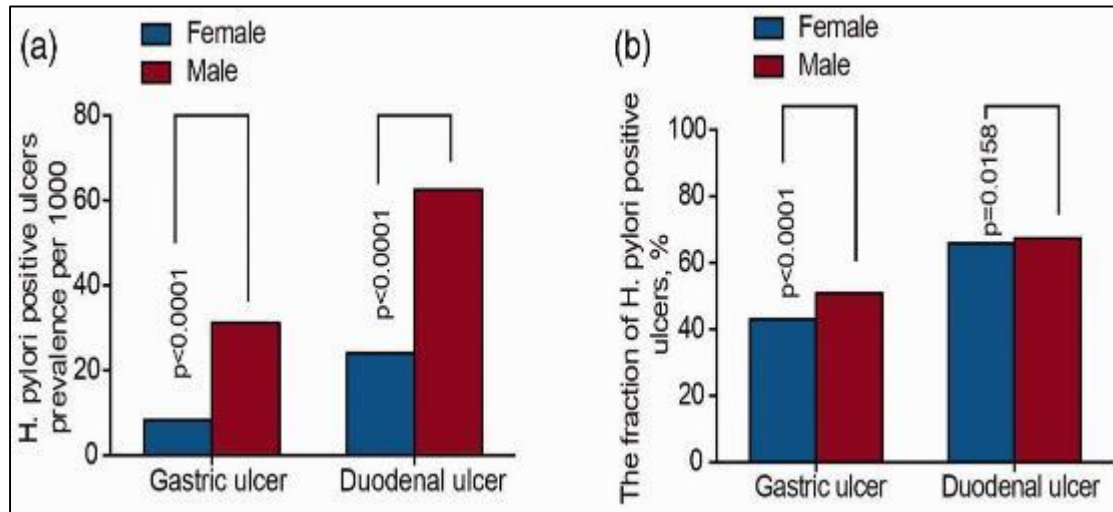 (a)
Female
Male
H. pylori positive ulcers
prevalence per 1000
80
60
40
20
0
p<0.0001
p<0.0001
Gastric ulcer
Duodenal ulcer
(b)
Female
Male
The fraction of H. pylori positive
ulcers, %
100
80
60
40
20
0
p<0.0001
p=0.0158
Gastric ulcer
Duodenal ulcer